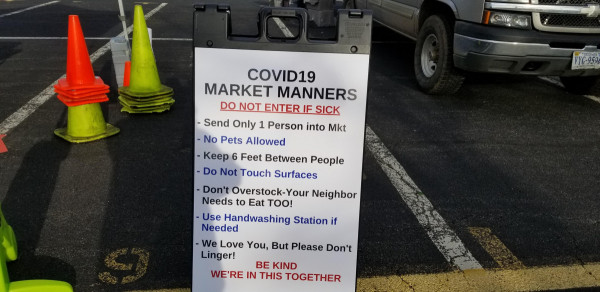 COVID19
MARKET MANNERS
DO NOT ENTER IF SICK
- Send Only 1 Person into Mkt
- No Pets Allowed
- Keep 6 Feet Between People
- Do Not Touch Surfaces
- Don't Overstock-Your Neighbor
Needs to Eat TOO!
- Use Handwashing Station if
Needed
- We Love You, But Please Don't
Linger!
BE KIND
WE'RE IN THIS TOGETHER